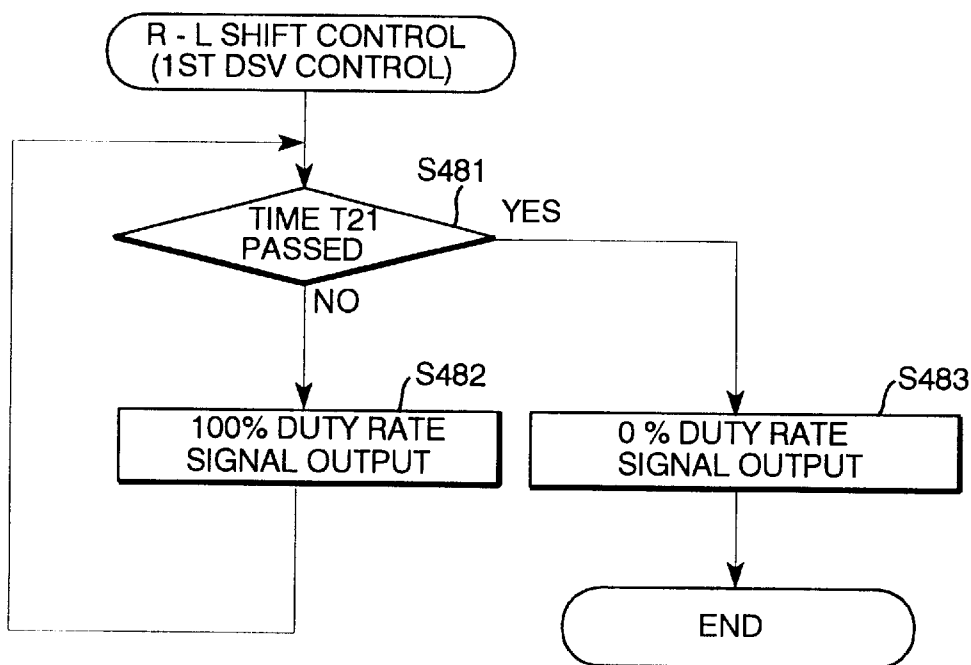 R - L SHIFT CONTROL
(1ST DSV CONTROL)
S481
TIME T21
PASSED
YES
NO
S482
100% DUTY RATE
SIGNAL OUTPUT
S483
0 % DUTY RATE
SIGNAL OUTPUT
END